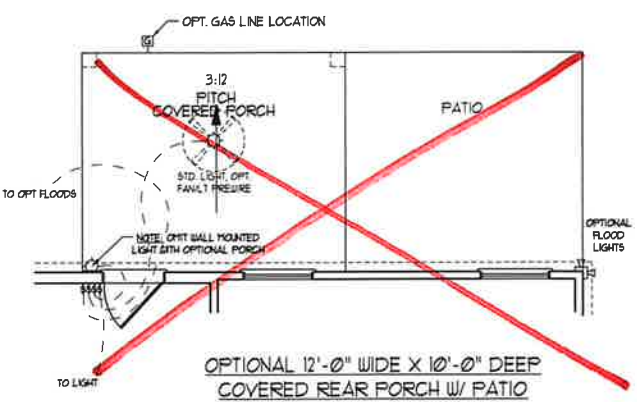 OPT. GAS LINE LOCATION
G
3:12
PITCH
COVERED PORCH
PATIO
STD. LIGHT, OPT.
FAN/LT PREWIRE
TO OPT FLOODS
NOTE: OMIT WALL MOUNTED
LIGHT WITH OPTIONAL PORCH
OPTIONAL
FLOOD
LIGHTS
$$$$
TO LIGHT
OPTIONAL 12'-0" WIDE X 10'-0" DEEP
COVERED REAR PORCH W/ PATIO